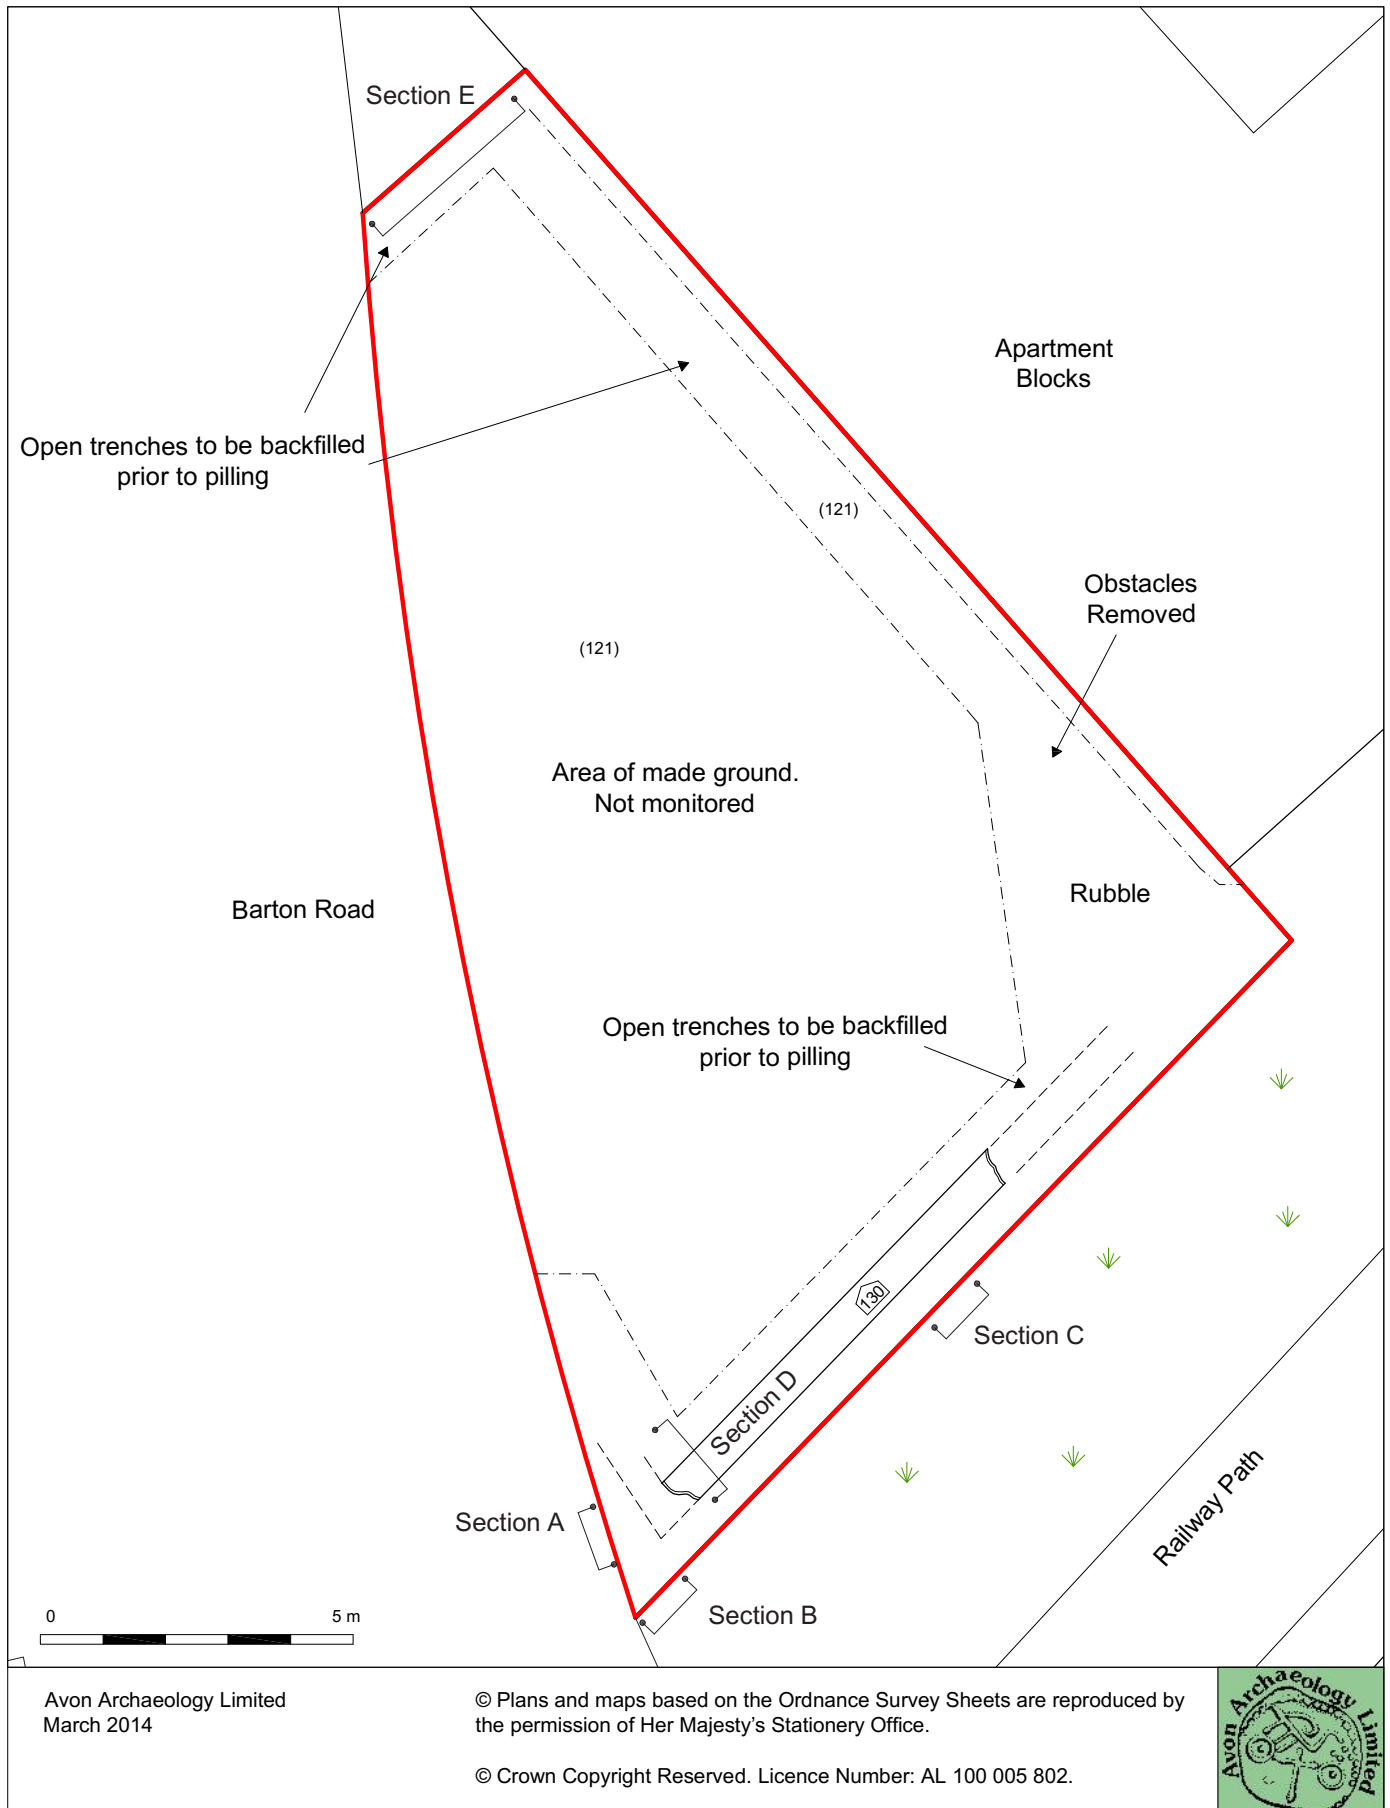 Section E
Apartment
Blocks
Open trenches to be backfilled
prior to pilling
(121)
Obstacles
Removed
(121)
Area of made ground.
Not monitored
Rubble
Barton Road
Open trenches to be backfilled
prior to pilling
130
Section C
Section D
Railway Path
Section A
Section B
0 5 m
Avon Archaeology Limited
March 2014
© Plans and maps based on the Ordnance Survey Sheets are reproduced by
the permission of Her Majesty's Stationery Office.
© Crown Copyright Reserved. Licence Number: AL 100 005 802.
Avon Archaeology Limited